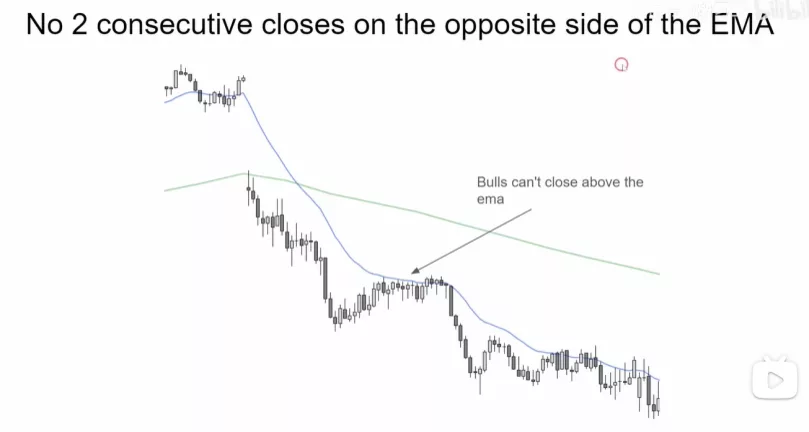 No 2 consecutive closes on the opposite side of the EMA
Bulls can't close above the
ema